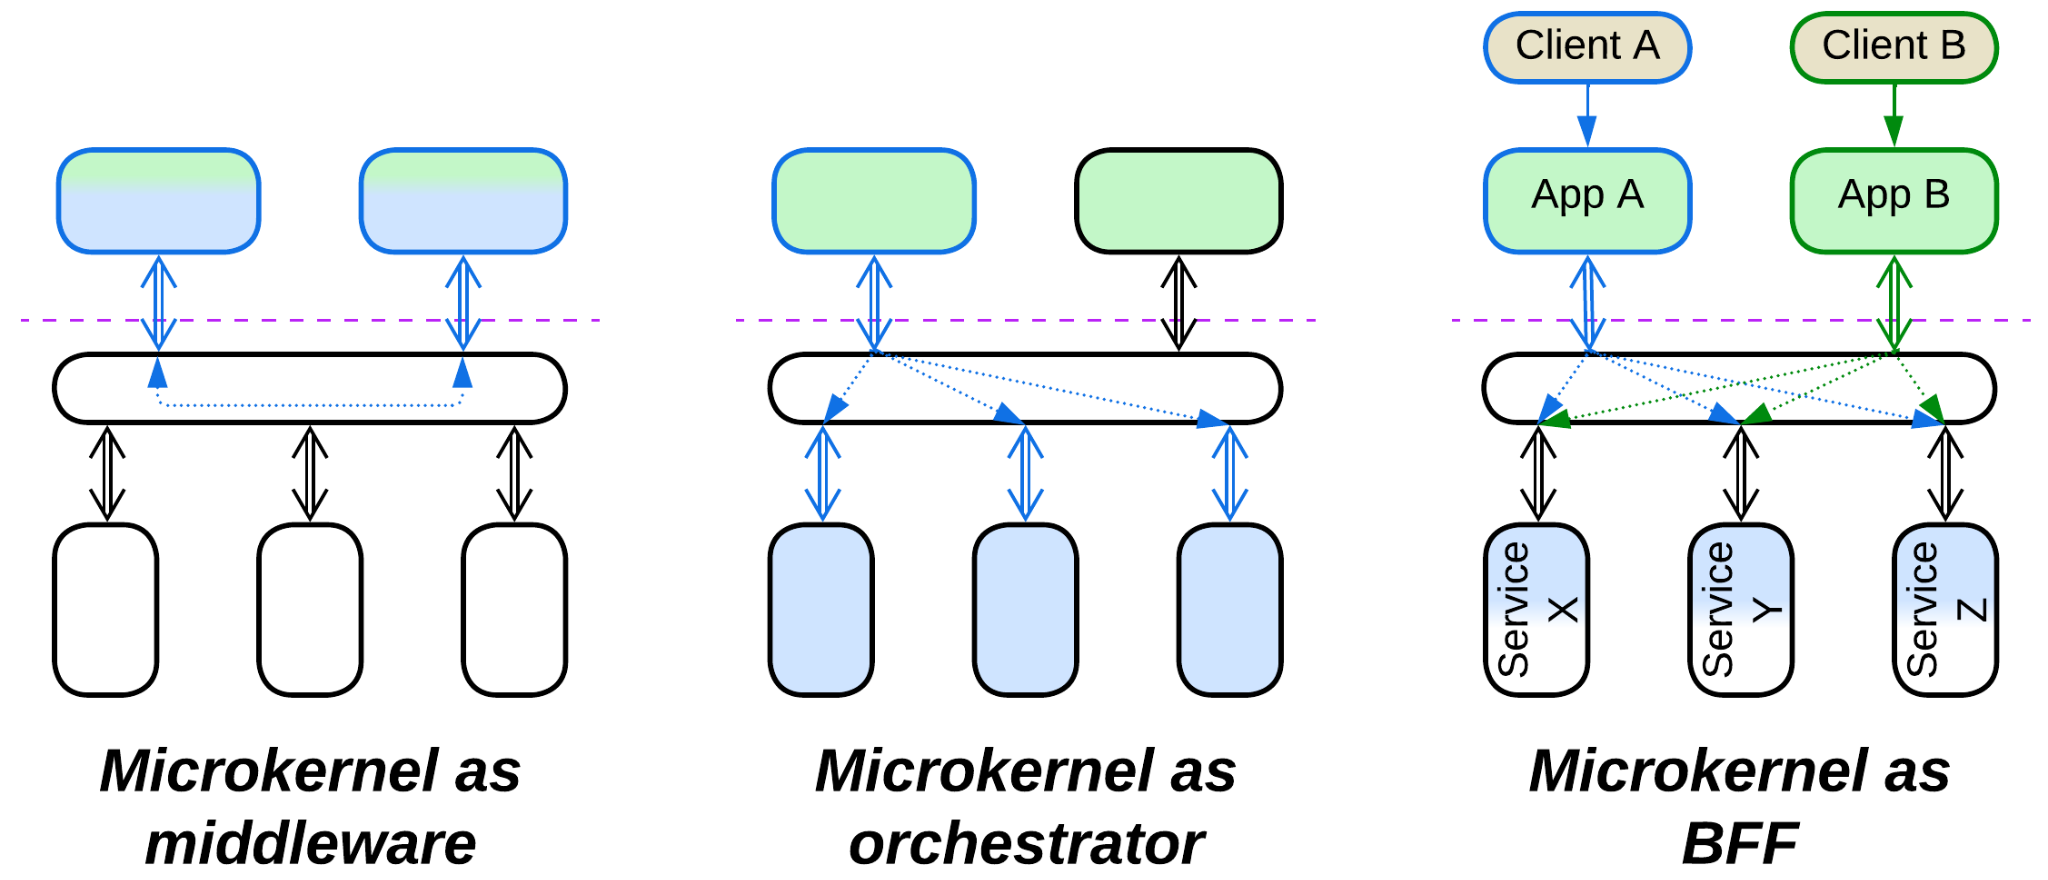 Client A
Client B
App A
App B
Service
X
Service
Y
Service
Z
Microkernel as
middleware
Microkernel as
orchestrator
Microkernel as
BFF